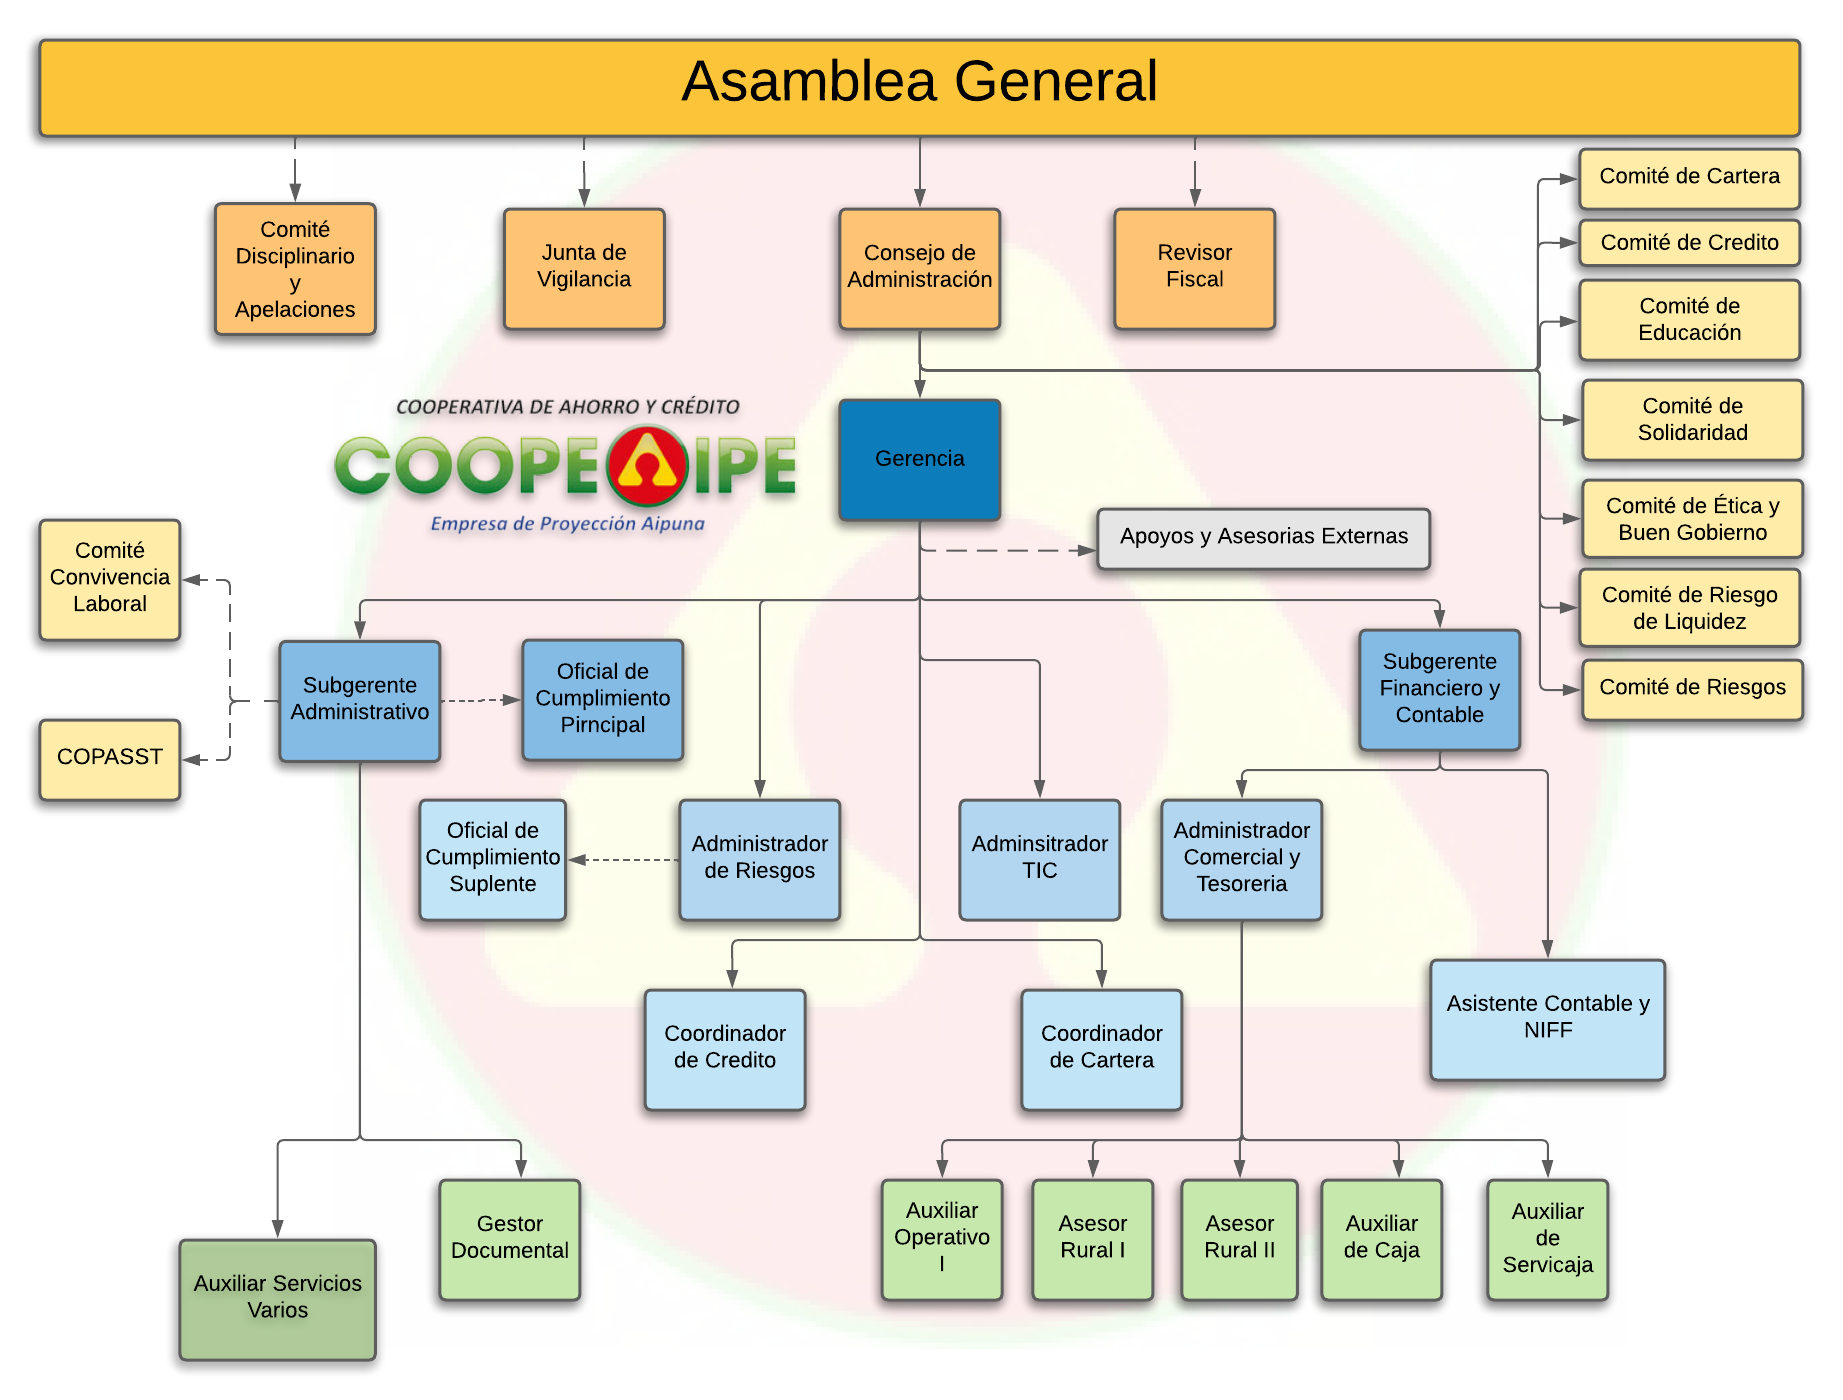 Asamblea General
Comité
Disciplinario
y
Apelaciones
Junta de
Vigilancia
Consejo de
Administración
Revisor
Fiscal
Comité de Cartera
Comité de Credito
Comité de
Educación
Comité de
Solidaridad
Comité de Ética y
Buen Gobierno
Comité de Riesgo
de Liquidez
Comité de Riesgos
COOPERATIVA DE AHORRO Y CRÉDITO
COOPEAIPE
Empresa de Proyección Aipuna
Gerencia
Apoyos y Asesorias Externas
Comité
Convivencia
Laboral
COPASST
Subgerente
Administrativo
Oficial de
Cumplimiento
Pirncipal
Subgerente
Financiero y
Contable
Oficial de
Cumplimiento
Suplente
Administrador
de Riesgos
Adminsitrador
TIC
Administrador
Comercial y
Tesoreria
Coordinador
de Credito
Coordinador
de Cartera
Asistente Contable y
NIFF
Auxiliar Servicios
Varios
Gestor
Documental
Auxiliar
Operativo
I
Asesor
Rural I
Asesor
Rural II
Auxiliar
de Caja
Auxiliar
de
Servicaja